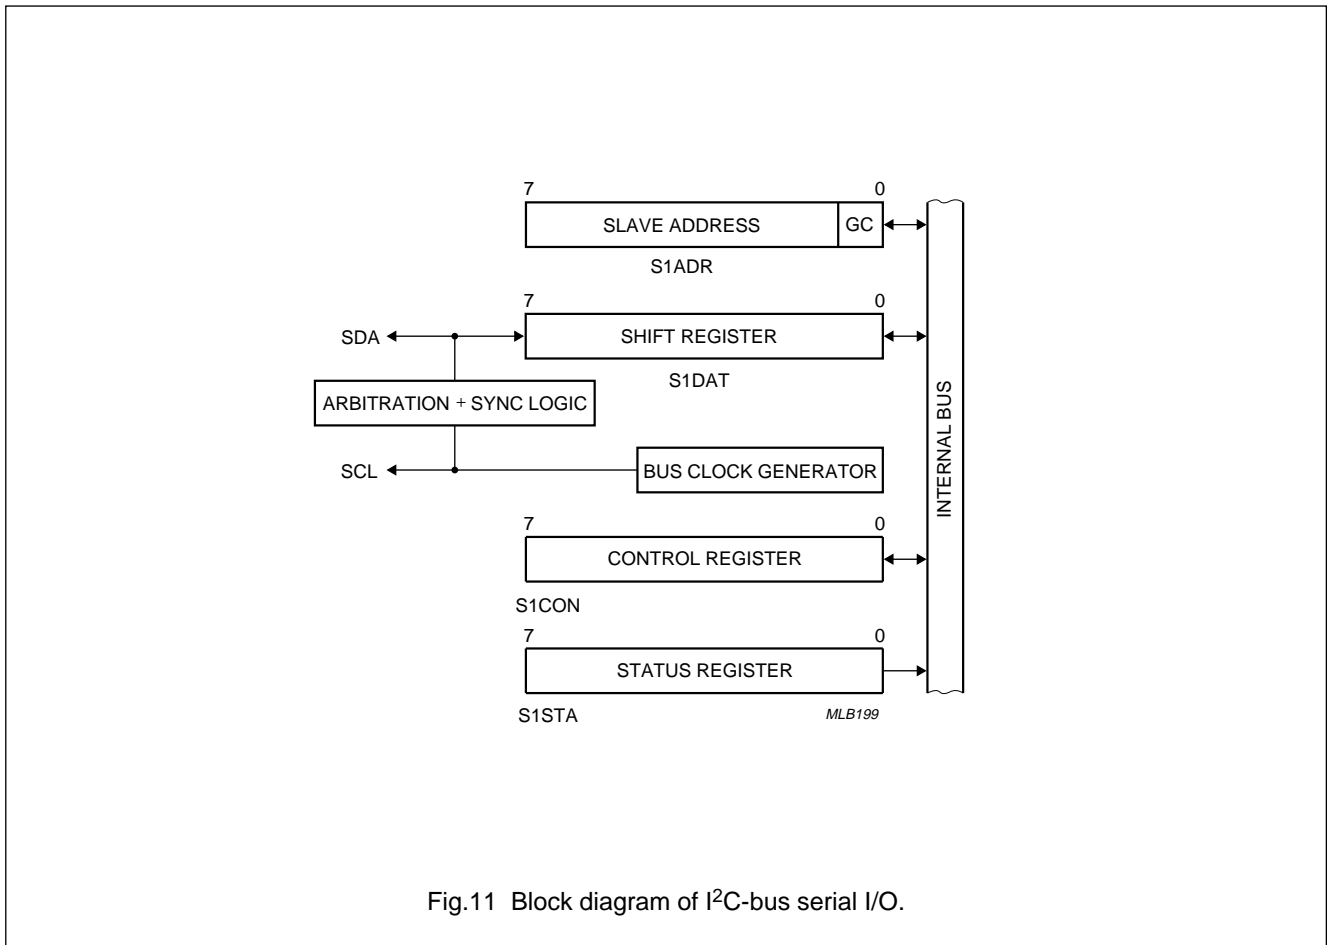 7 0
SLAVE ADDRESS GC
S1ADR
7 0
SDA SHIFT REGISTER
S1DAT
ARBITRATION + SYNC LOGIC
SCL BUS CLOCK GENERATOR
INTERNAL BUS
7 0
CONTROL REGISTER
S1CON
7 0
STATUS REGISTER
S1STA MLB199
Fig.11 Block diagram of I²C-bus serial I/O.